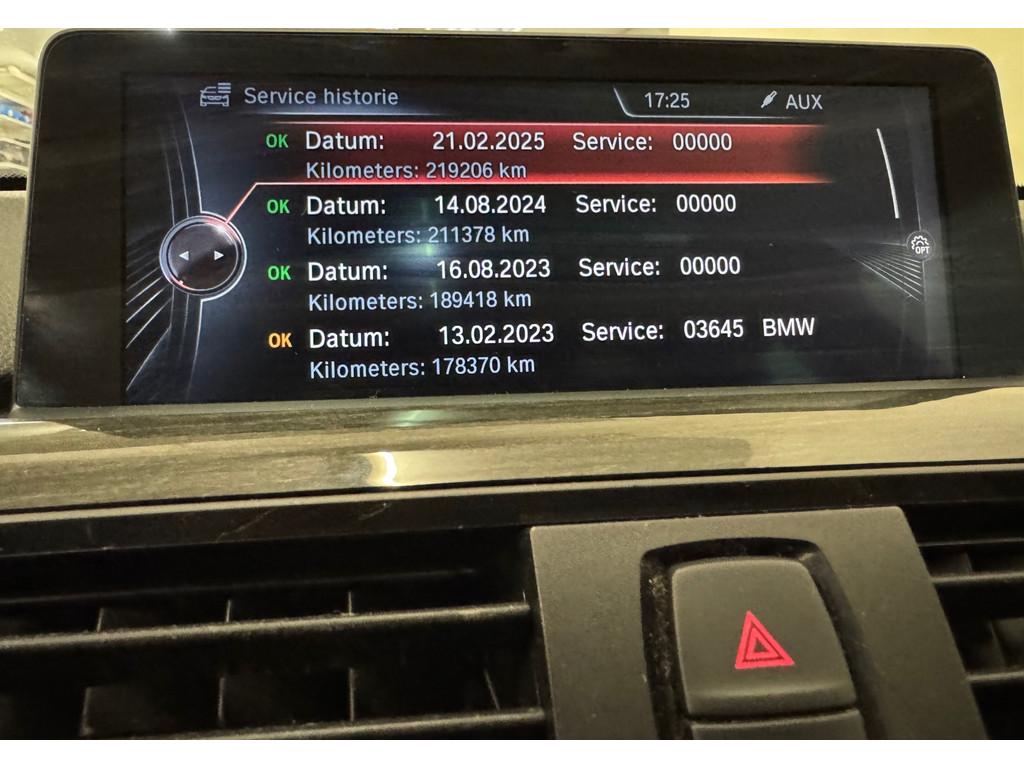 Service historie 17:25 AUX
OK Datum: 21.02.2025 Service: 00000
Kilometers: 219206 km
OK Datum: 14.08.2024 Service: 00000
Kilometers: 211378 km
OPT
OK Datum: 16.08.2023 Service: 00000
Kilometers: 189418 km
OK Datum: 13.02.2023 Service: 03645 BMW
Kilometers: 178370 km